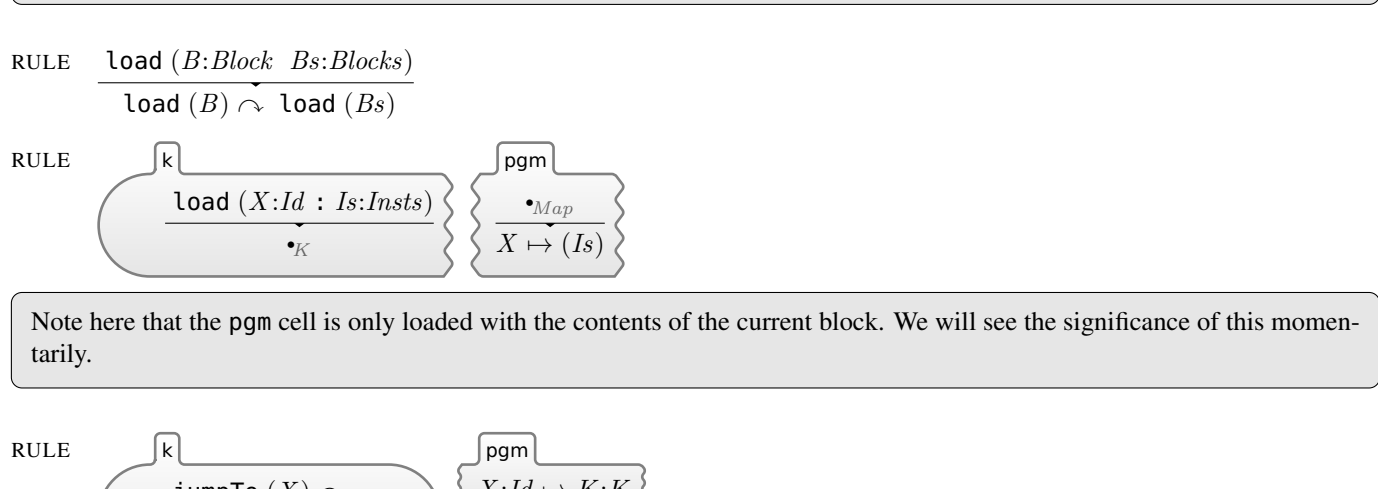 RULE load (B:Block Bs:Blocks)
load (B) ↷ load (Bs)
RULE k pgm
load (X:Id : Is:Insts) •Map
•K X ↦ (Is)
Note here that the pgm cell is only loaded with the contents of the current block. We will see the significance of this momen-
tarily.
RULE k pgm
jumpTo (X) ↷ X:Id ↦ K:K